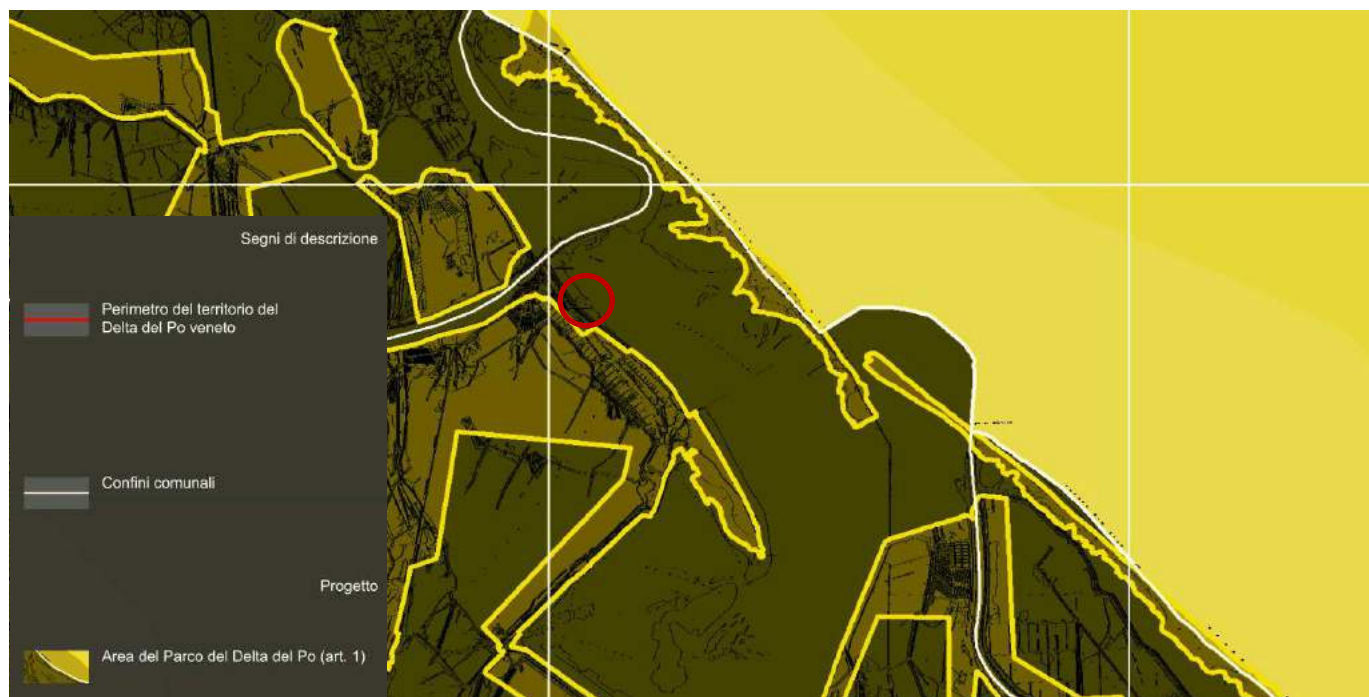 Segni di descrizione
Perimetro del territorio del
Delta del Po veneto
Confini comunali
Progetto
Area del Parco del Delta del Po (art. 1)